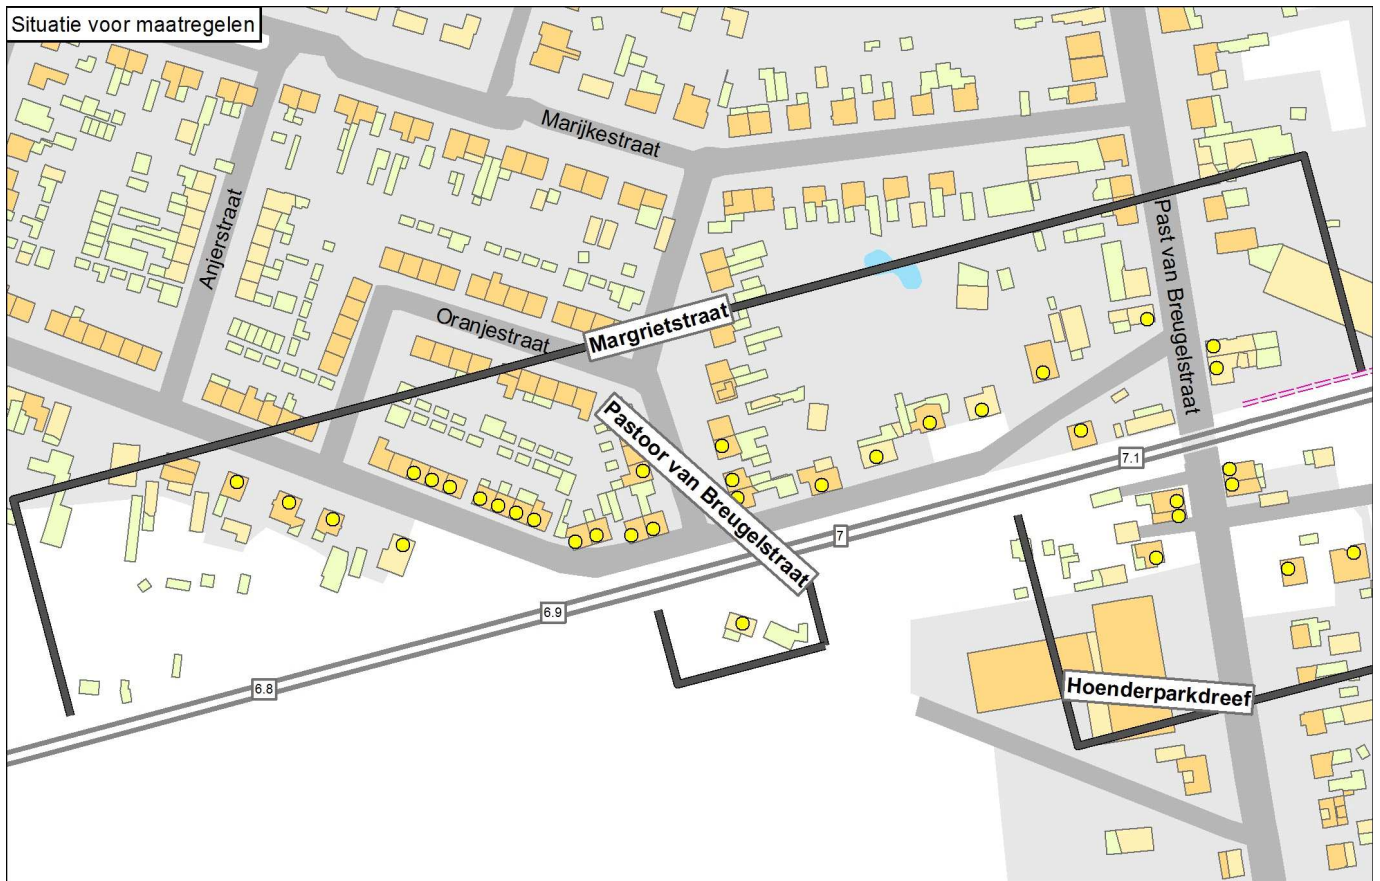 Situatie voor maatregelen
Marijkestraat
Anjerstraat
Past van Breugelstraat
Oranjestraat
Margrietstraat
Pastoor van Breugelstraat
7.1
7
6.9
6.8
Hoenderparkdreef